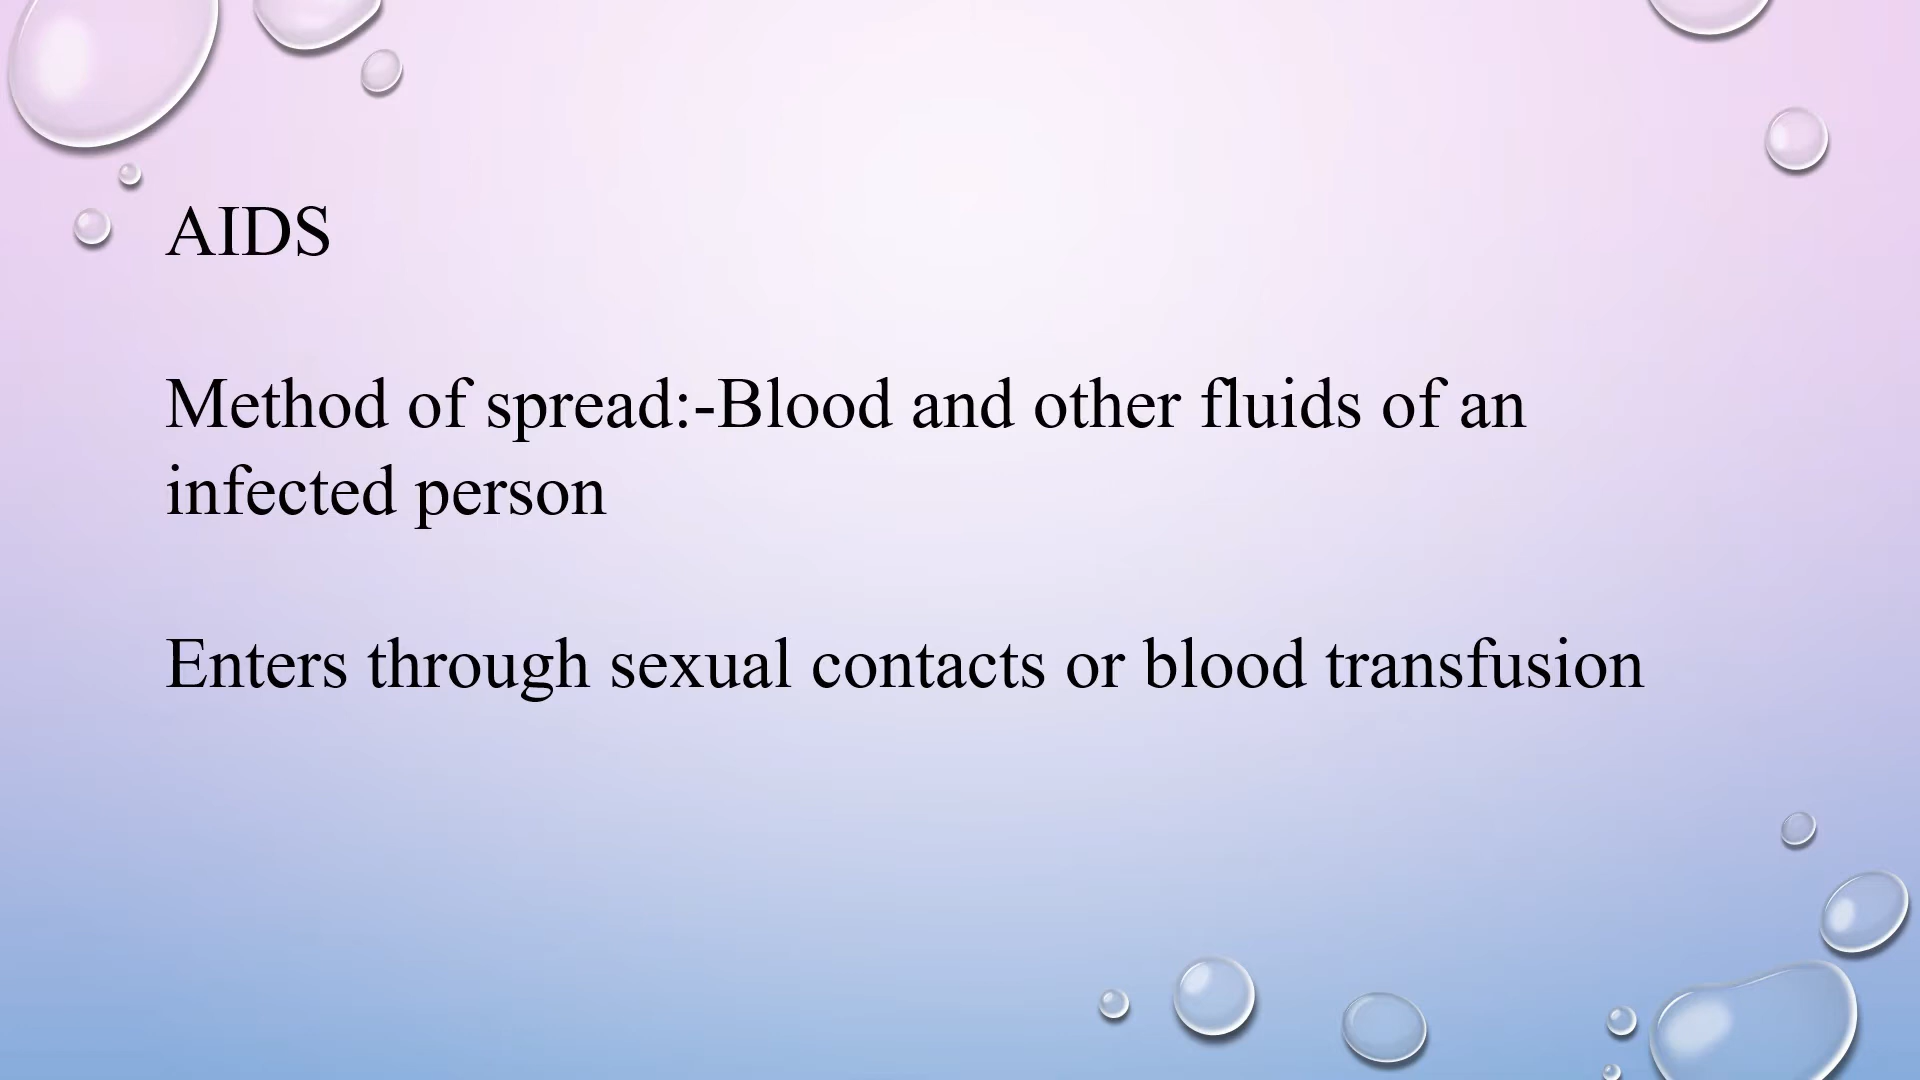 AIDS
Method of spread:-Blood and other fluids of an
infected person
Enters through sexual contacts or blood transfusion